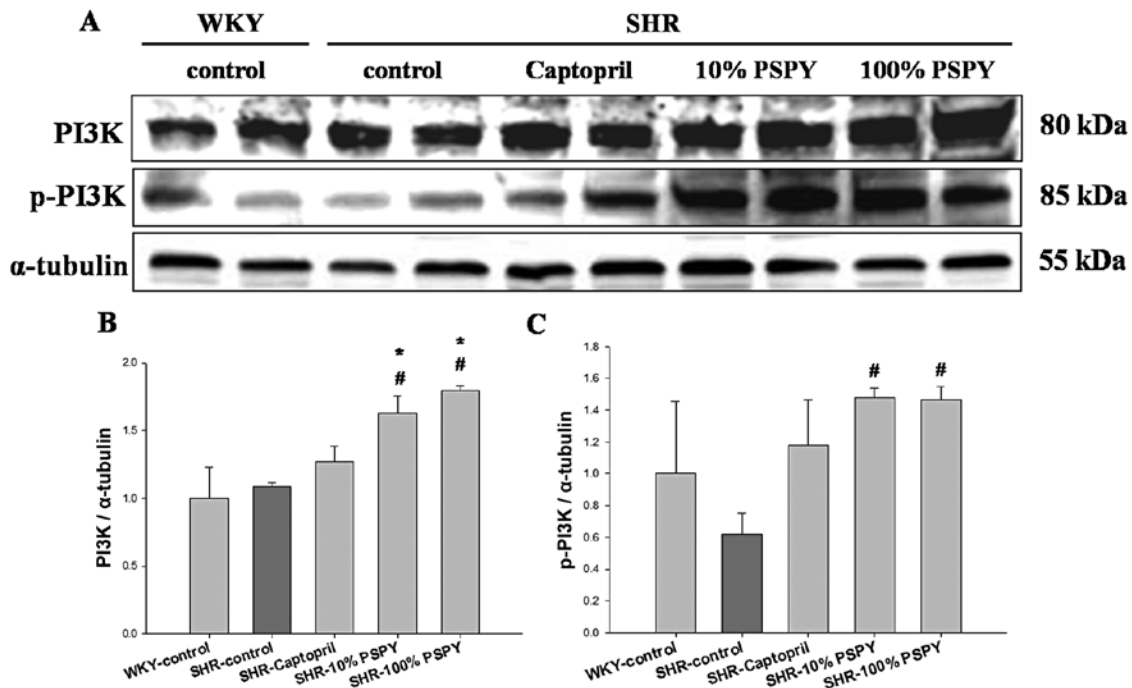 A WKY SHR
control control Captopril 10% PSPY 100% PSPY
PI3K 80 kDa
p-PI3K 85 kDa
α-tubulin 55 kDa
B
* *
# #
2.0
1.5
1.0
0.5
0.0
PI3K / α-tubulin
WKY-control
SHR-control
SHR-Captopril
SHR-10% PSPY
SHR-100% PSPY
C
# #
1.8
1.6
1.4
1.2
1.0
0.8
0.6
0.4
0.2
0.0
p-PI3K / α-tubulin
WKY-control
SHR-control
SHR-Captopril
SHR-10% PSPY
SHR-100% PSPY